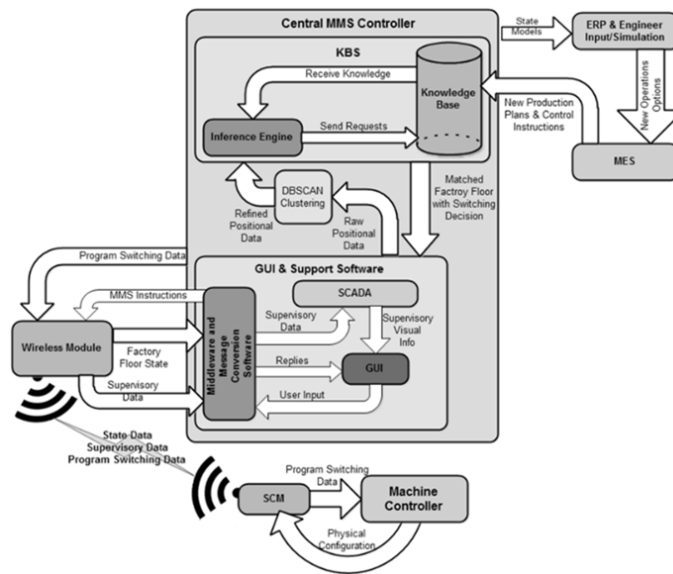 Central MMS Controller
KBS
Receive Knowledge
Knowledge
Base
Inference Engine
Send Requests
State
Models
ERP & Engineer
Input/Simulation
New Operations
Options
New Production
Plans & Control
Instructions
MES
DBSCAN
Clustering
Refined
Positional
Data
Raw
Positional
Data
Matched
Factroy Floor
with Switching
Decision
Program Switching Data
GUI & Support Software
MMS Instructions
SCADA
Supervisory
Data
Supervisory
Visual
Info
Middleware and
Message
Conversion
Software
Wireless Module
Factory
Floor State
Replies
GUI
Supervisory
Data
User Input
State Data
Supervisory Data
Program Switching Data
Program Switching
Data
SCM
Machine
Controller
Physical
Configuration